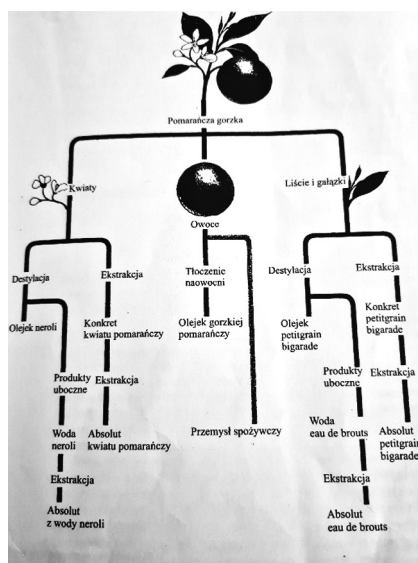 Pomarańcza gorzka
Kwiaty
Owoce
Liście i gałązki
Destylacja
Ekstrakcja
Tłoczenie
naowocni
Destylacja
Ekstrakcja
Olejek neroli
Konkret
kwiatu pomarańczy
Olejek gorzkiej
pomarańczy
Olejek
petitgrain
bigarade
Konkret
petitgrain
bigarade
Produkty
uboczne
Ekstrakcja
Produkty
uboczne
Ekstrakcja
Woda
neroli
Absolut
kwiatu pomarańczy
Przemysł spożywczy
Woda
eau de brouts
Absolut
petitgrain
bigarade
Ekstrakcja
Ekstrakcja
Absolut
z wody neroli
Absolut
eau de brouts